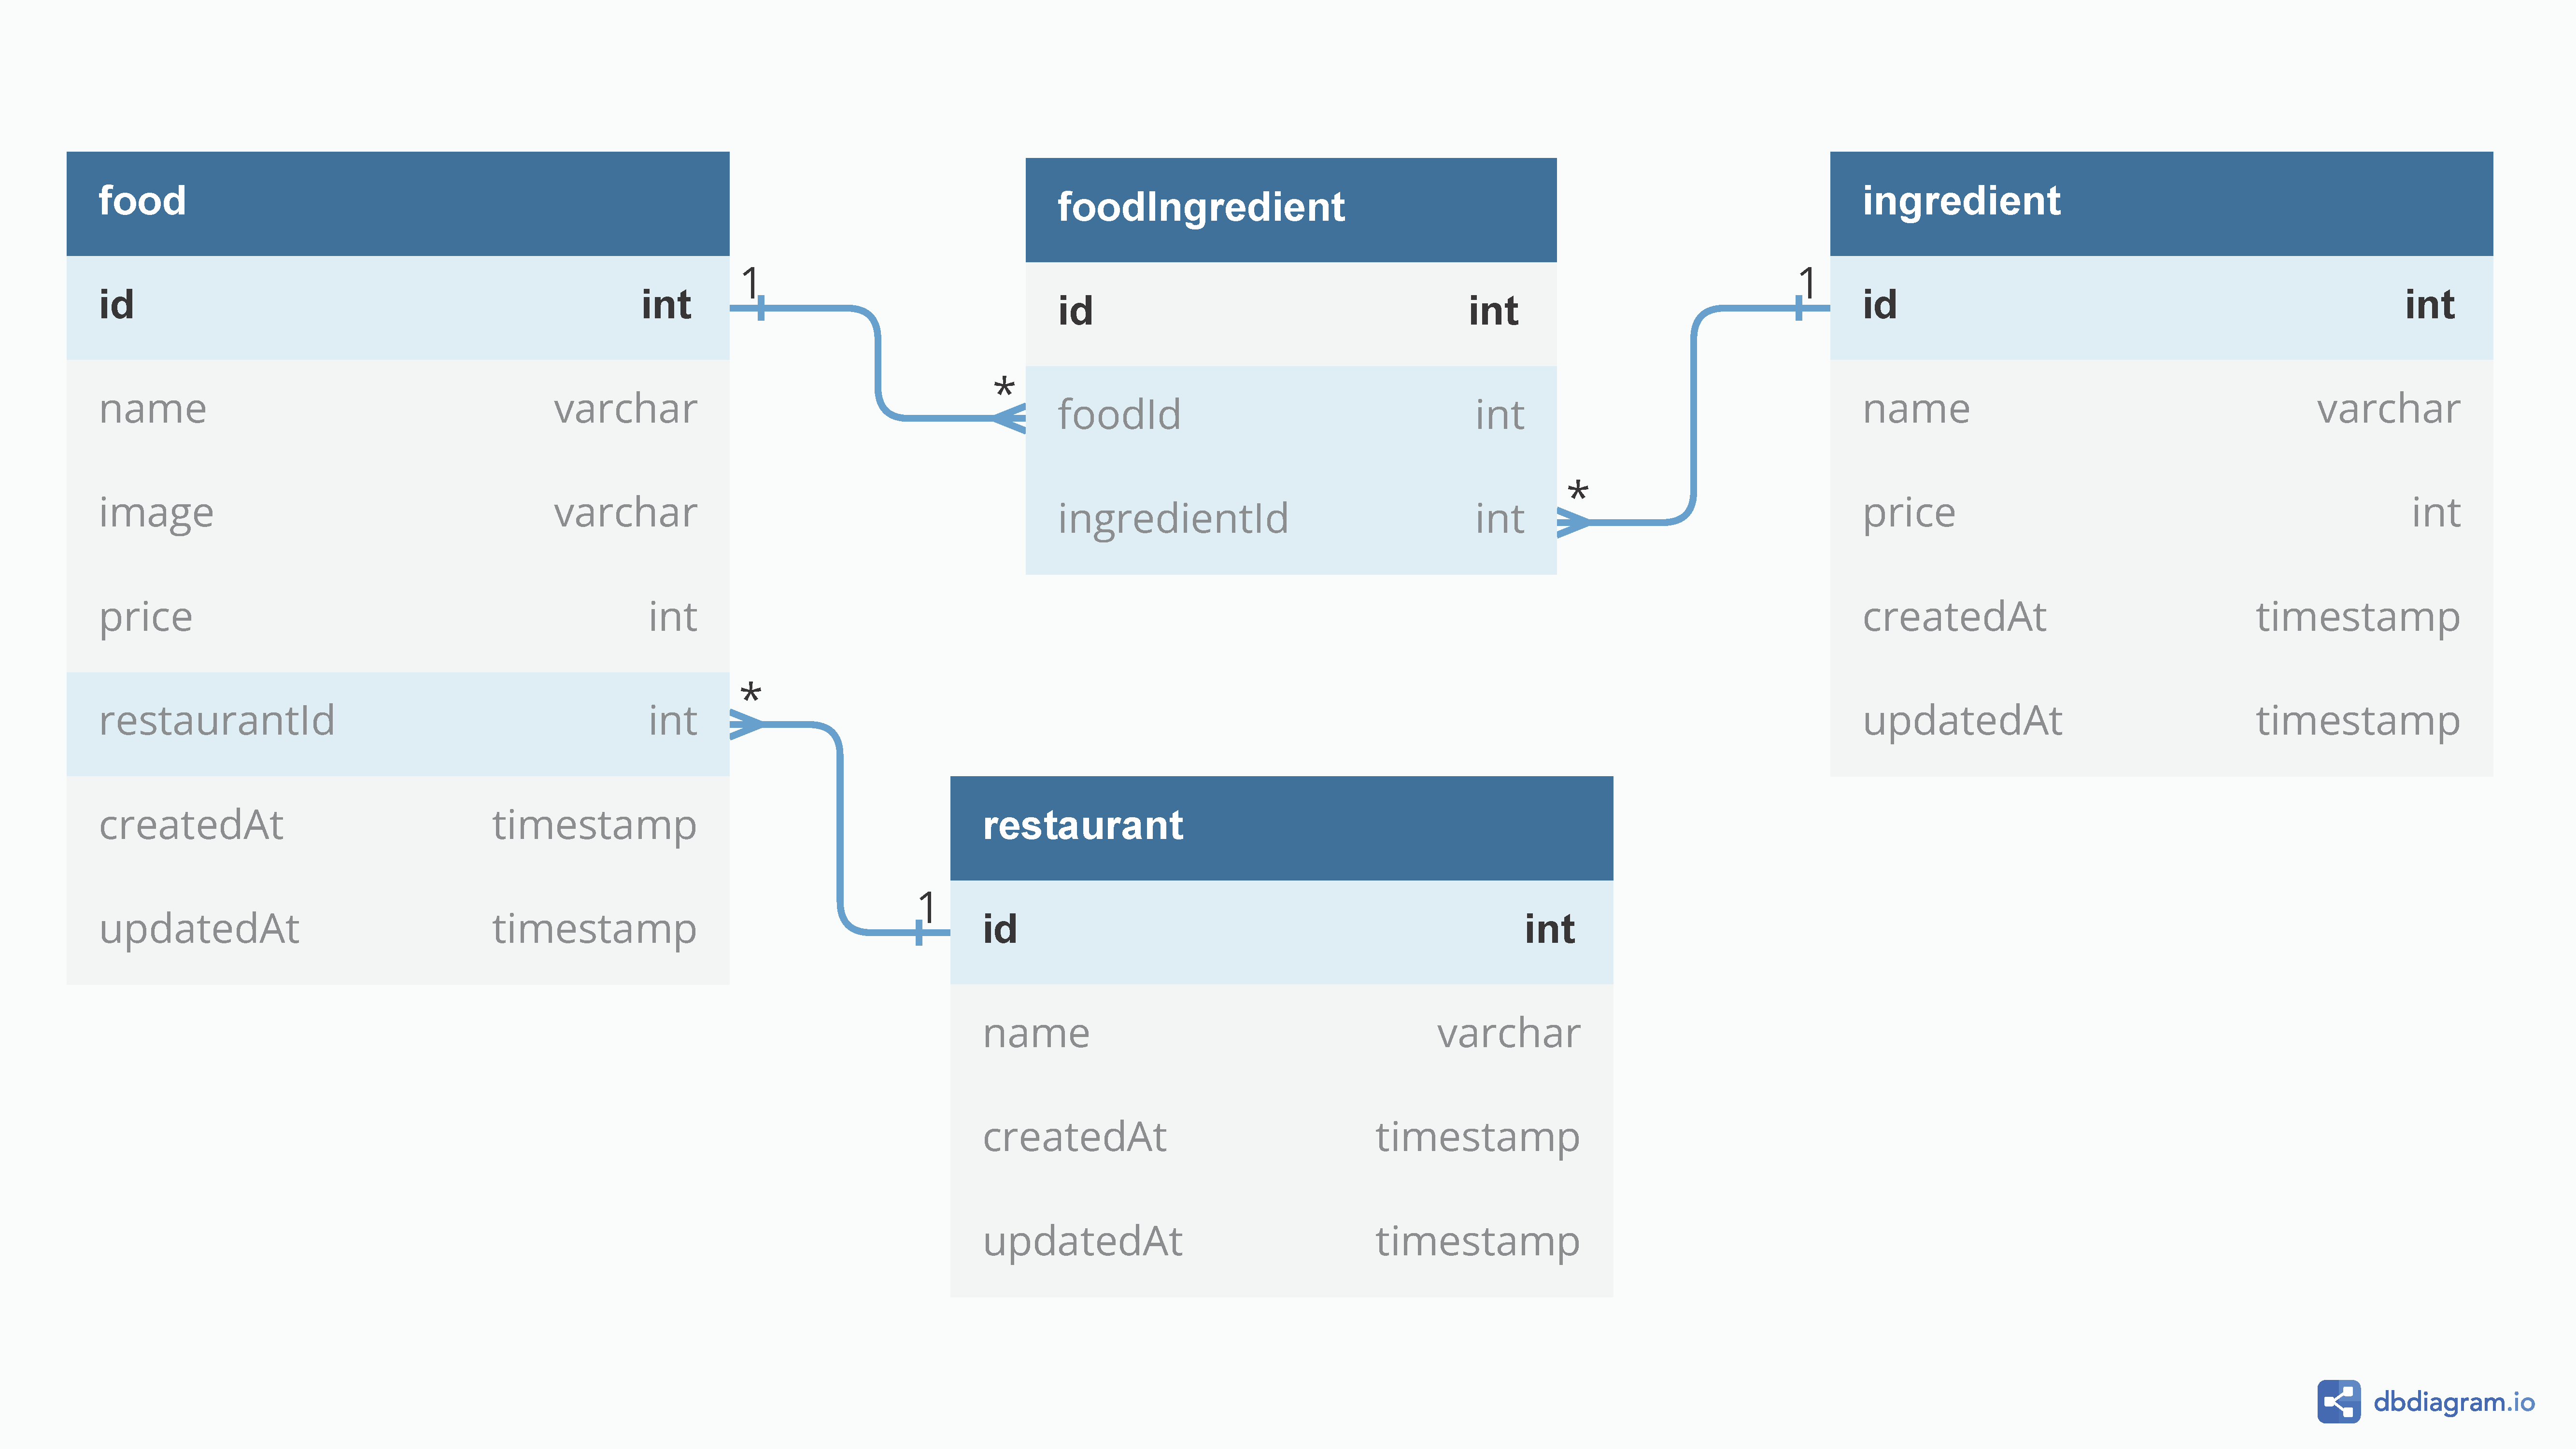 food
id int
name varchar
image varchar
price int
restaurantId int
createdAt timestamp
updatedAt timestamp
1
*
foodIngredient
id int
foodId int
ingredientId int
*
1
ingredient
id int
name varchar
price int
createdAt timestamp
updatedAt timestamp
*
1
restaurant
id int
name varchar
createdAt timestamp
updatedAt timestamp
dbdiagram.io